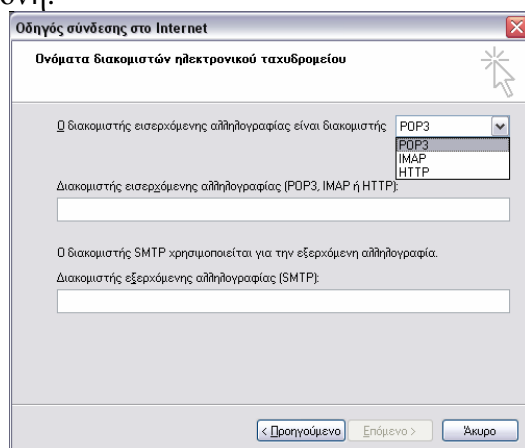 Οδηγός σύνδεσης στο Internet
Ονόματα διακομιστών ηλεκτρονικού ταχυδρομείου
Ο διακομιστής εισερχόμενης αλληλογραφίας είναι διακομιστής POP3
POP3
IMAP
HTTP
Διακομιστής εισερχόμενης αλληλογραφίας (POP3, IMAP ή HTTP):
Ο διακομιστής SMTP χρησιμοποιείται για την εξερχόμενη αλληλογραφία.
Διακομιστής εξερχόμενης αλληλογραφίας (SMTP):
< Προηγούμενο Επόμενο > Άκυρο